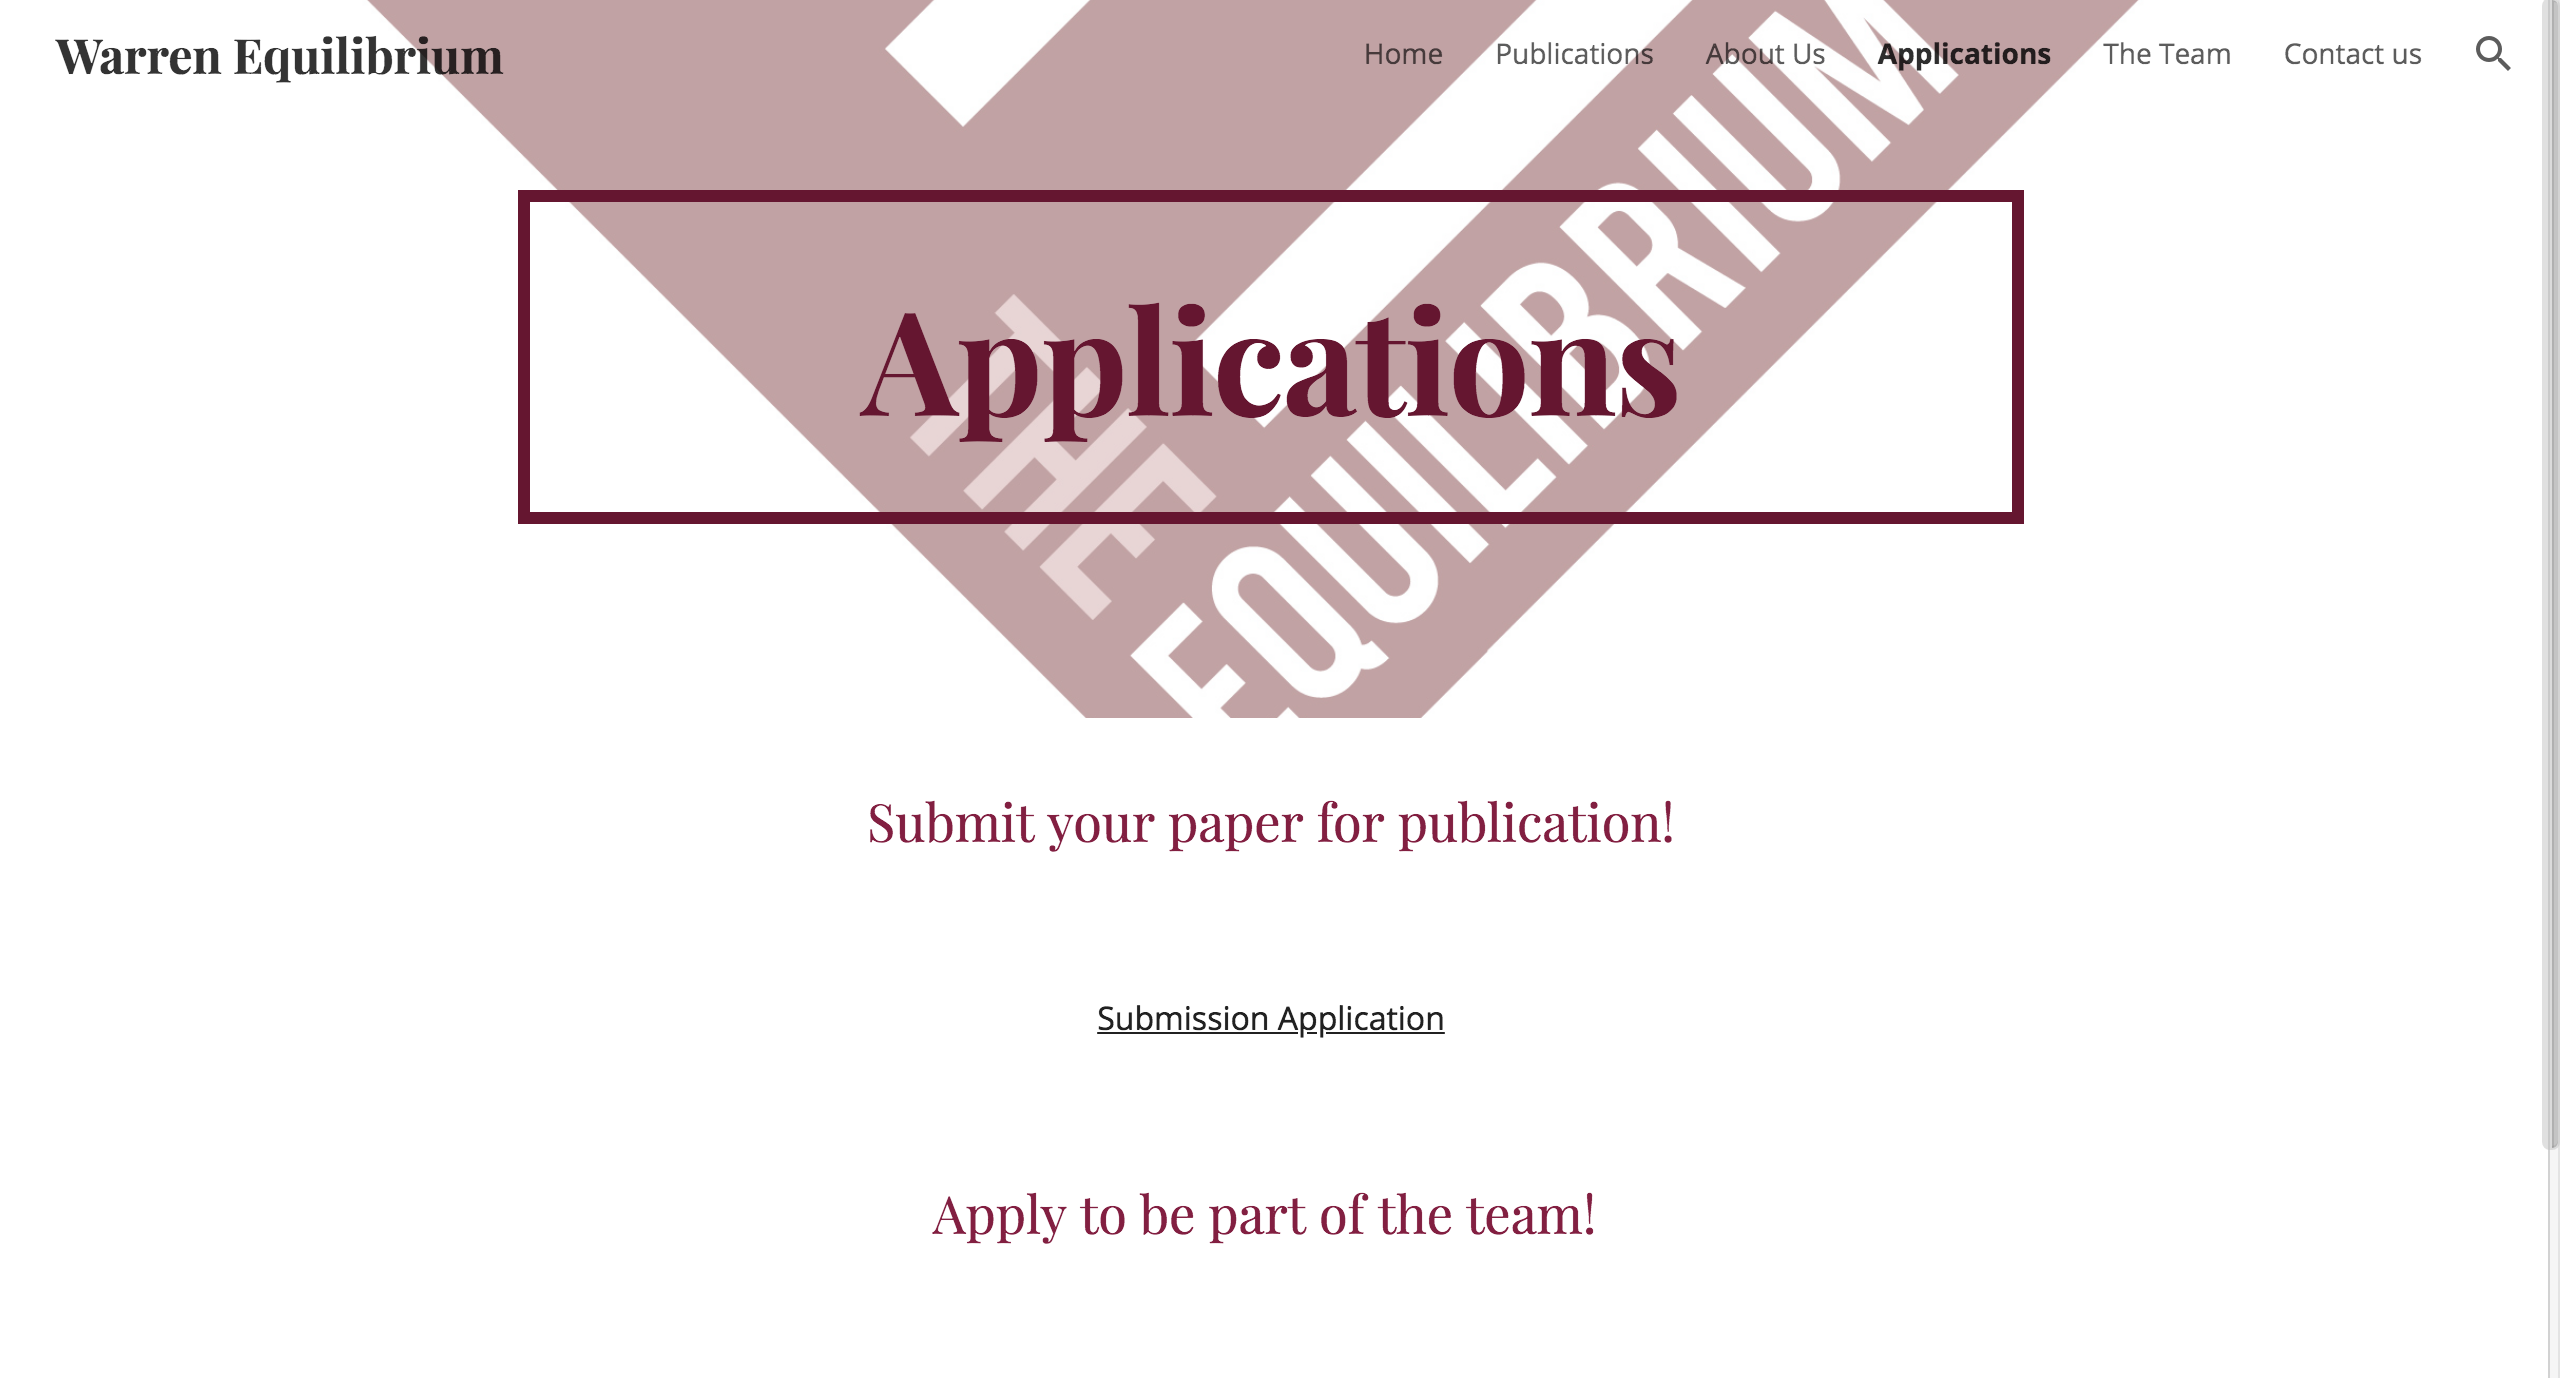 Warren Equilibrium
Home Publications About Us Applications The Team Contact us
THE
EQUILIBRIUM
Applications
Submit your paper for publication!
Submission Application
Apply to be part of the team!